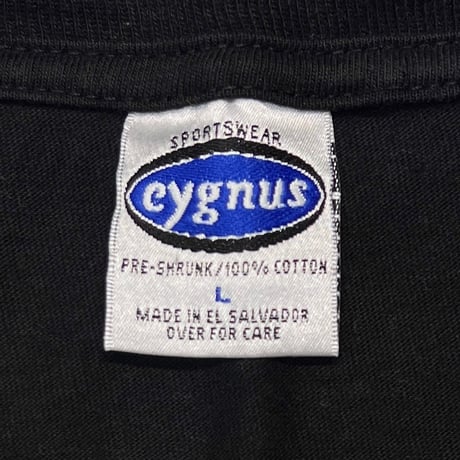 SPORTSWEAR
cygnus
PRE-SHRUNK/100% COTTON
L
MADE IN EL SALVADOR
OVER FOR CARE